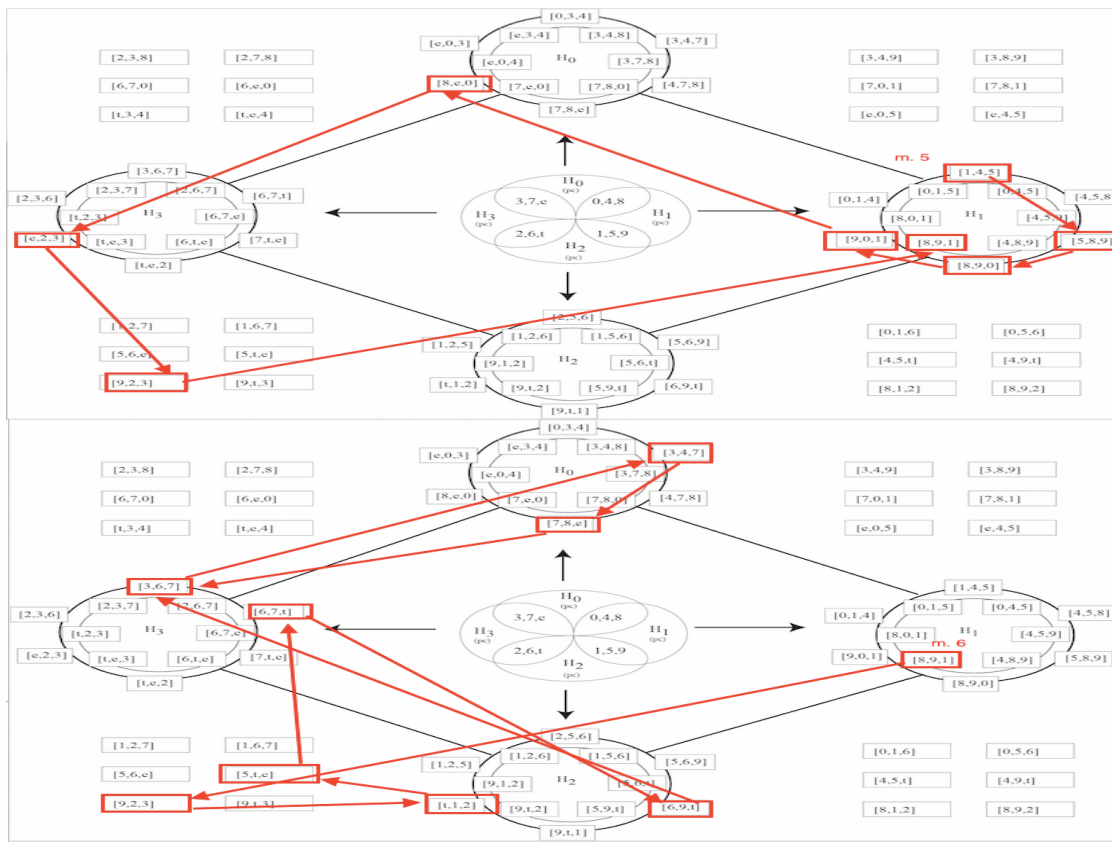 [0,3,4]
[e,0,3] [e,3,4] [3,4,8] [3,4,7]
[2,3,8] [2,7,8] [e,0,4] H0 [3,7,8] [3,4,9] [3,8,9]
[6,7,0] [6,e,0] [8,e,0] [7,e,0] [7,8,0] [4,7,8] [7,0,1] [7,8,1]
[t,3,4] [t,e,4] [7,8,e] [e,0,5] [e,4,5]
m. 5
[3,6,7] [1,4,5]
[2,3,6] [2,3,7] [2,6,7] [6,7,t] H0 (pc) [0,1,4] [0,1,5] [0,4,5] [4,5,8]
3,7,e 0,4,8
[t,2,3] H3 [6,7,e] H3 (pc) H1 (pc) [8,0,1] H1 [4,5,9]
[e,2,3] [t,e,3] [6,t,e] [7,t,e] 2,6,t 1,5,9 [9,0,1] [8,9,1] [4,8,9] [5,8,9]
H2 (pc)
[t,e,2] [8,9,0]
[2,5,6]
[1,2,7] [1,6,7] [1,2,5] [1,2,6] [1,5,6] [5,6,9] [0,1,6] [0,5,6]
[5,6,e] [5,t,e] [9,1,2] H2 [5,6,t] [4,5,t] [4,9,t]
[9,2,3] [9,t,3] [t,1,2] [9,t,2] [5,9,t] [6,9,t] [8,1,2] [8,9,2]
[9,t,1]
[0,3,4]
[e,0,3] [e,3,4] [3,4,8] [3,4,7]
[2,3,8] [2,7,8] [e,0,4] H0 [3,7,8] [3,4,9] [3,8,9]
[6,7,0] [6,e,0] [8,e,0] [7,e,0] [7,8,0] [4,7,8] [7,0,1] [7,8,1]
[t,3,4] [t,e,4] [7,8,e] [e,0,5] [e,4,5]
[3,6,7] [1,4,5]
[2,3,6] [2,3,7] [2,6,7] [6,7,t] H0 (pc) [0,1,4] [0,1,5] [0,4,5] [4,5,8]
3,7,e 0,4,8
[t,2,3] H3 [6,7,e] H3 (pc) H1 (pc) [8,0,1] H1 [4,5,9]
m. 6
[e,2,3] [t,e,3] [6,t,e] [7,t,e] 2,6,t 1,5,9 [9,0,1] [8,9,1] [4,8,9] [5,8,9]
H2 (pc)
[t,e,2] [8,9,0]
[2,5,6]
[1,2,7] [1,6,7] [1,2,5] [1,2,6] [1,5,6] [5,6,9] [0,1,6] [0,5,6]
[5,6,e] [5,t,e] [9,1,2] H2 [5,6,t] [4,5,t] [4,9,t]
[9,2,3] [9,t,3] [t,1,2] [9,t,2] [5,9,t] [6,9,t] [8,1,2] [8,9,2]
[9,t,1]